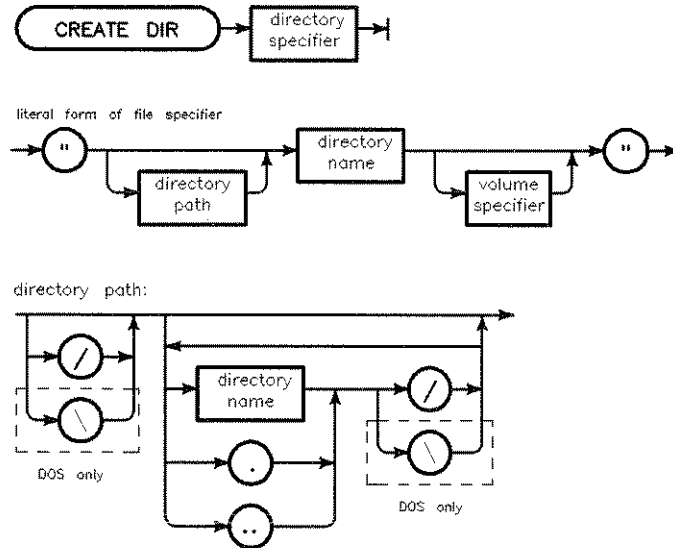 CREATE DIR
directory
specifier
literal form of file specifier
"
directory
path
directory
name
volume
specifier
"
directory path:
/
\
DOS only
directory
name
.
..
/
\
DOS only